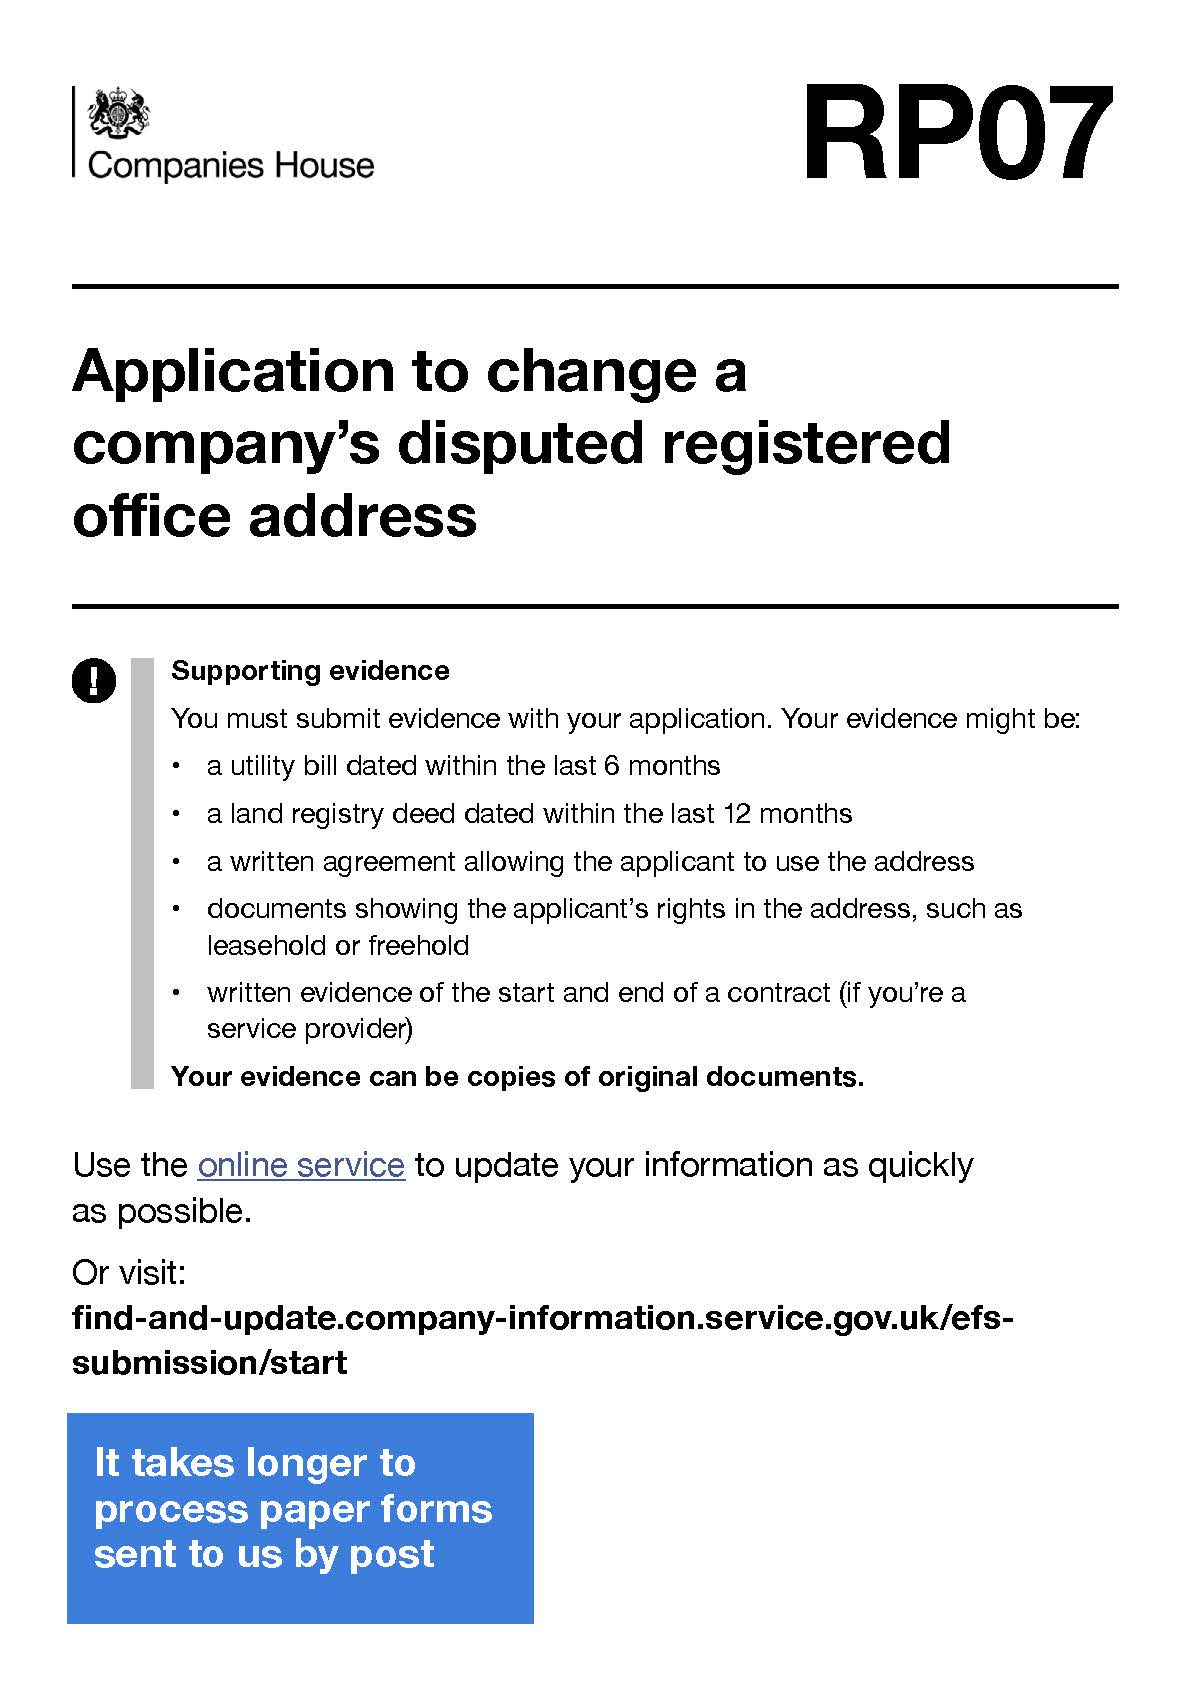 Companies House
RP07
Application to change a
company’s disputed registered
office address
!
Supporting evidence
You must submit evidence with your application. Your evidence might be:
• a utility bill dated within the last 6 months
• a land registry deed dated within the last 12 months
• a written agreement allowing the applicant to use the address
• documents showing the applicant’s rights in the address, such as
leasehold or freehold
• written evidence of the start and end of a contract (if you’re a
service provider)
Your evidence can be copies of original documents.
Use the online service to update your information as quickly
as possible.
Or visit:
find-and-update.company-information.service.gov.uk/efs-
submission/start
It takes longer to
process paper forms
sent to us by post